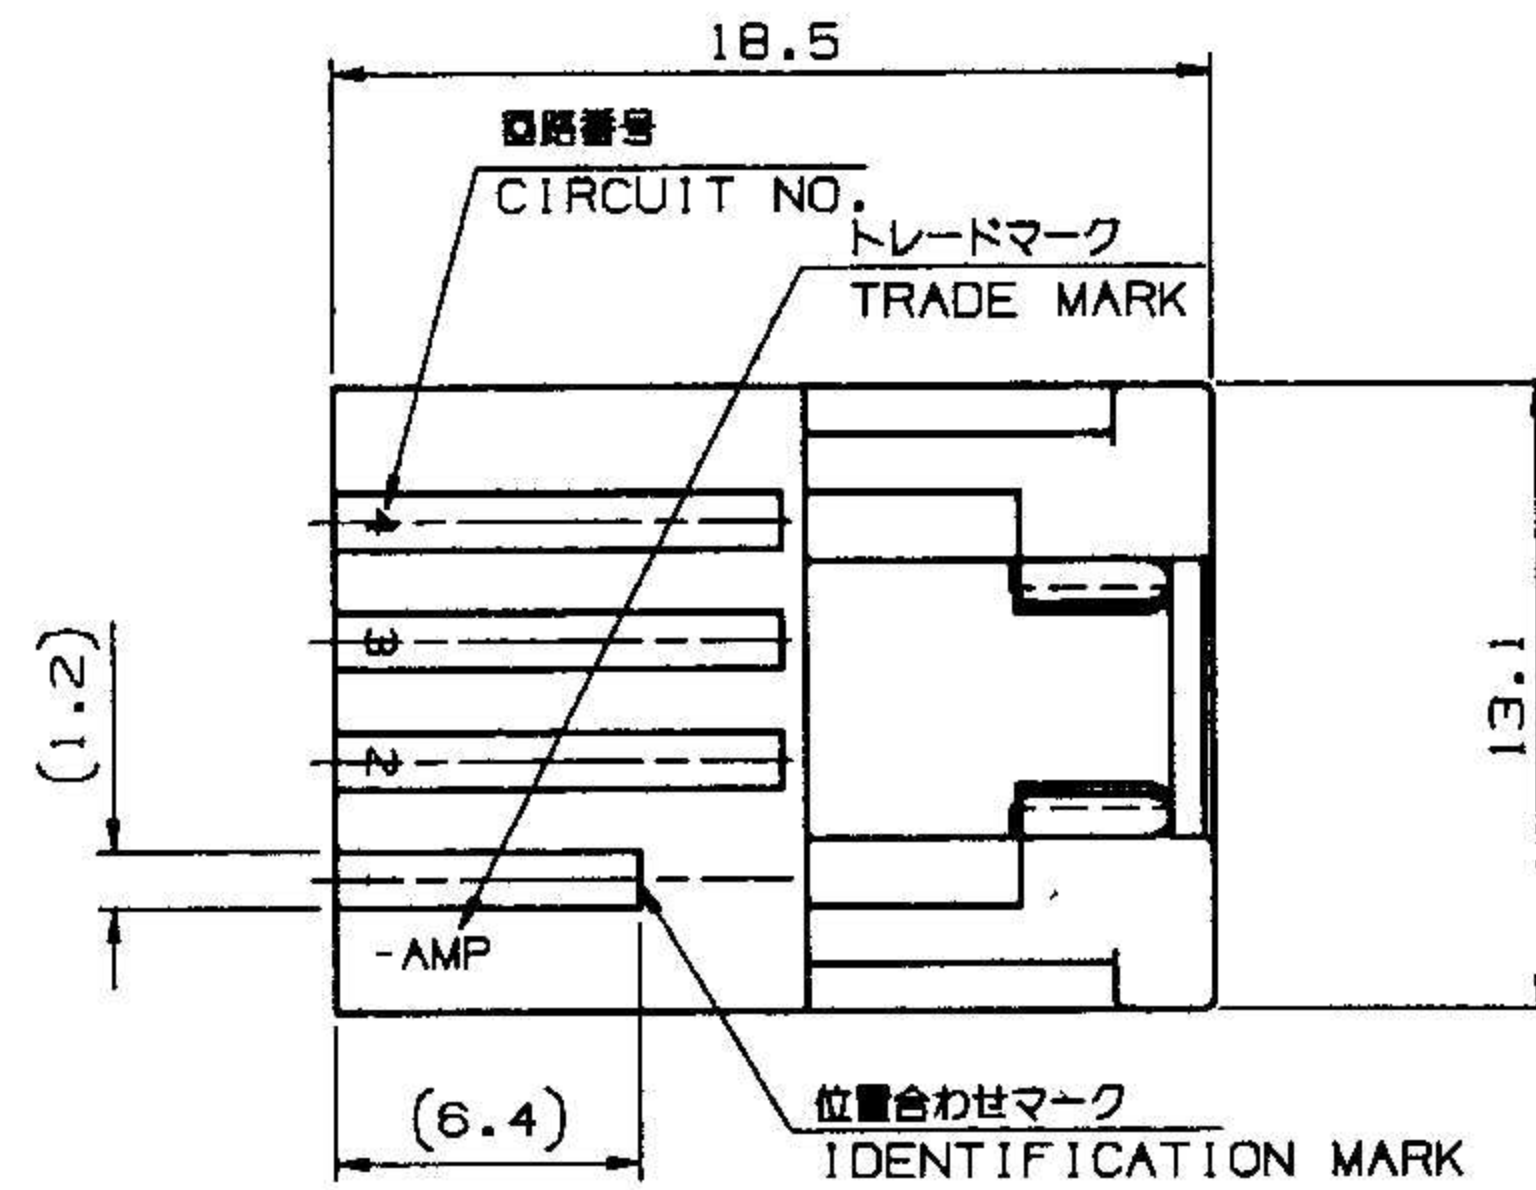 18.5
回路番号
CIRCUIT NO.
トレードマーク
TRADE MARK
4
3
(1.2)
13.1
2
1
-AMP
(6.4)
位置合わせマーク
IDENTIFICATION MARK